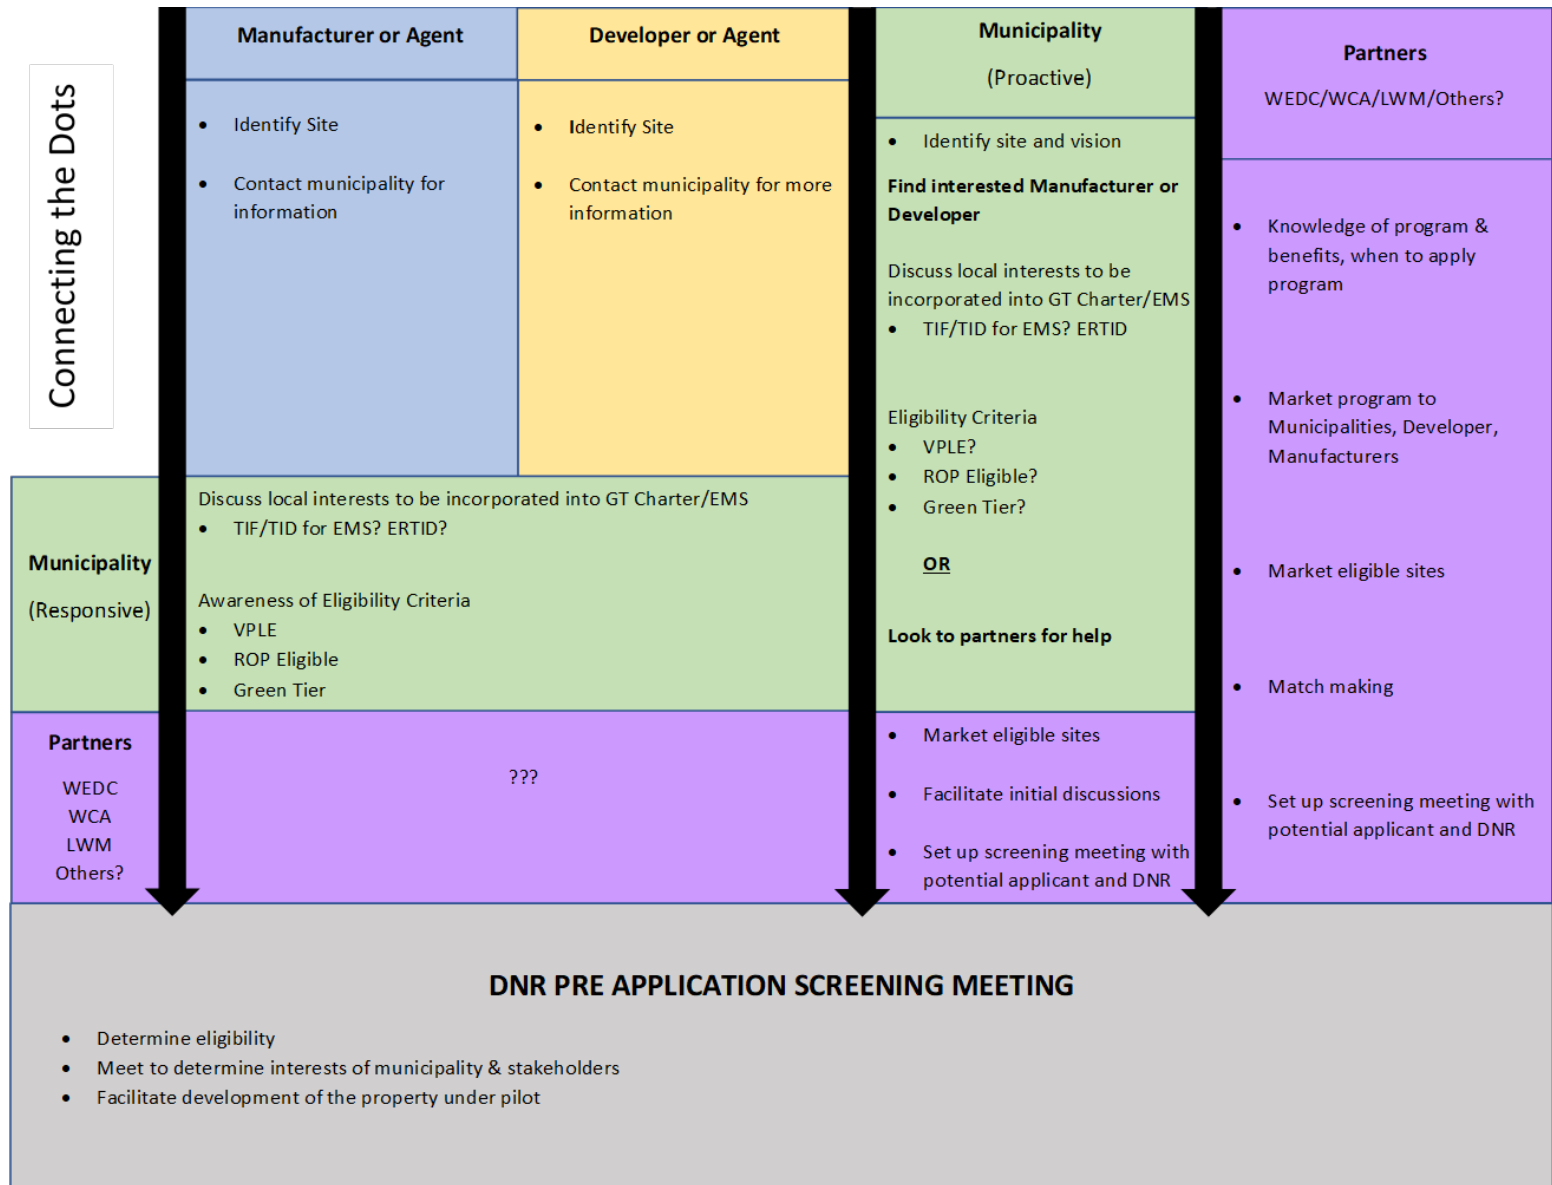 Connecting the Dots
Manufacturer or Agent
• Identify Site
• Contact municipality for
information
Developer or Agent
• Identify Site
• Contact municipality for more
information
Municipality
(Responsive)
Discuss local interests to be incorporated into GT Charter/EMS
• TIF/TID for EMS? ERTID?
Awareness of Eligibility Criteria
• VPLE
• ROP Eligible
• Green Tier
Partners
WEDC
WCA
LWM
Others?
???
Municipality
(Proactive)
• Identify site and vision
Find interested Manufacturer or
Developer
Discuss local interests to be
incorporated into GT Charter/EMS
• TIF/TID for EMS? ERTID
Eligibility Criteria
• VPLE?
• ROP Eligible?
• Green Tier?
OR
Look to partners for help
• Market eligible sites
• Facilitate initial discussions
• Set up screening meeting with
potential applicant and DNR
Partners
WEDC/WCA/LWM/Others?
• Knowledge of program &
benefits, when to apply
program
• Market program to
Municipalities, Developer,
Manufacturers
• Market eligible sites
• Match making
• Set up screening meeting with
potential applicant and DNR
DNR PRE APPLICATION SCREENING MEETING
• Determine eligibility
• Meet to determine interests of municipality & stakeholders
• Facilitate development of the property under pilot